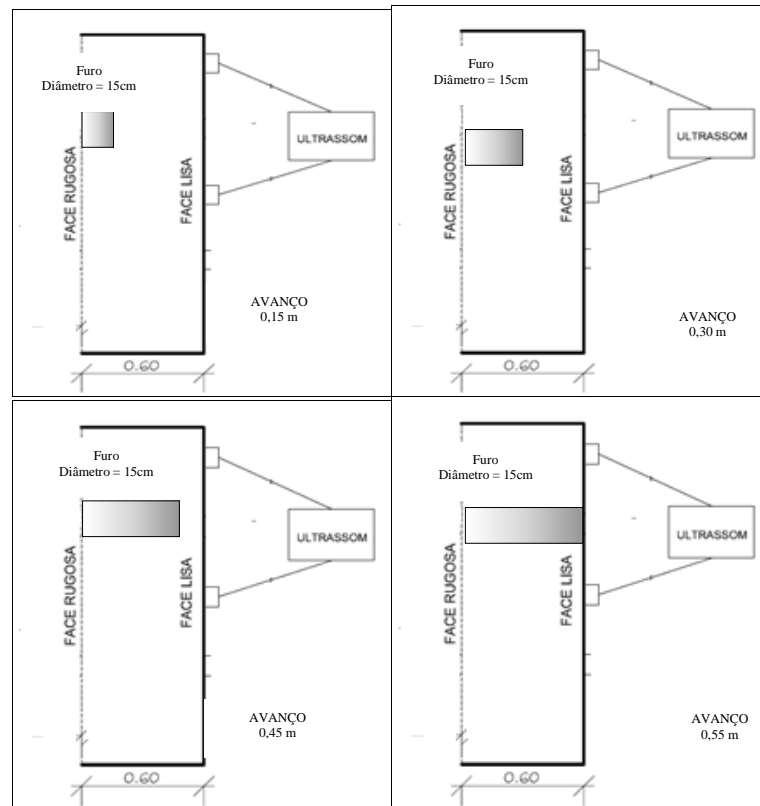 Furo
Diâmetro = 15cm
FACE RUGOSA
FACE LISA
ULTRASSOM
AVANÇO
0,15 m
0.60
Furo
Diâmetro = 15cm
FACE RUGOSA
FACE LISA
ULTRASSOM
AVANÇO
0,30 m
0.60
Furo
Diâmetro = 15cm
FACE RUGOSA
FACE LISA
ULTRASSOM
AVANÇO
0,45 m
0.60
Furo
Diâmetro = 15cm
FACE RUGOSA
FACE LISA
ULTRASSOM
AVANÇO
0,55 m
0.60